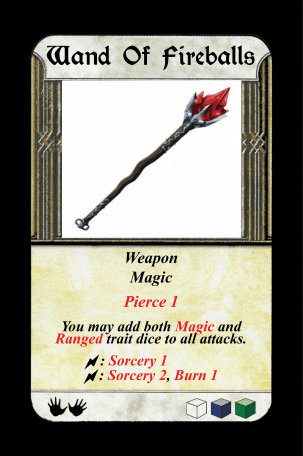 Wand Of Fireballs
Weapon
Magic
Pierce 1
You may add both Magic and
Ranged trait dice to all attacks.
: Sorcery 1
: Sorcery 2, Burn 1